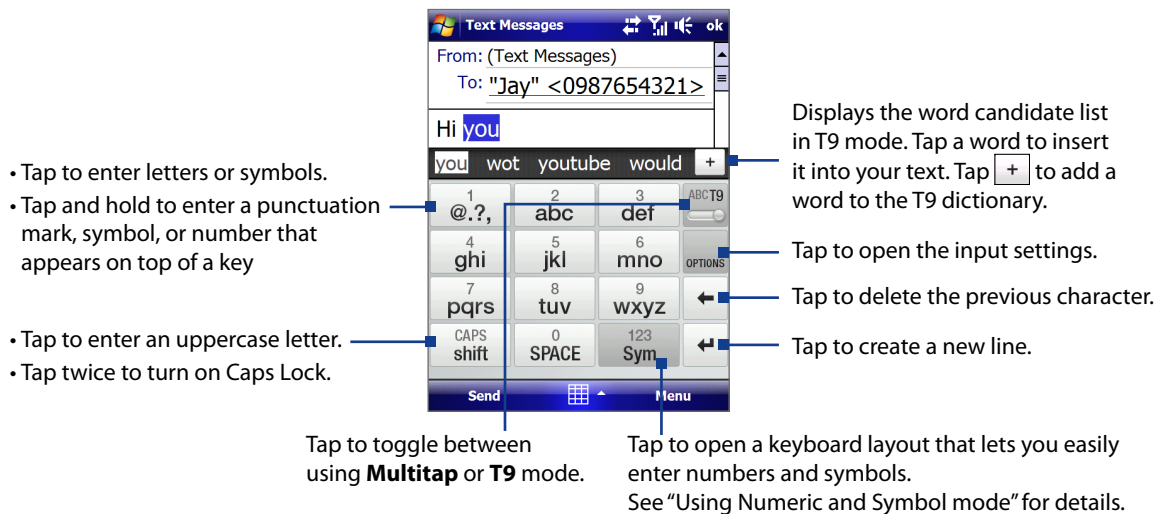 Text Messages ok
From: (Text Messages)
To: "Jay" <0987654321>
Hi you
you wot youtube would +
1 2 3 ABC T9
@.?, abc def
4 5 6
ghi jkl mno OPTIONS
7 8 9
pqrs tuv wxyz
CAPS 0 123
shift SPACE Sym
Send Menu
• Tap to enter letters or symbols.
• Tap and hold to enter a punctuation
mark, symbol, or number that
appears on top of a key
• Tap to enter an uppercase letter.
• Tap twice to turn on Caps Lock.
Displays the word candidate list
in T9 mode. Tap a word to insert
it into your text. Tap + to add a
word to the T9 dictionary.
Tap to open the input settings.
Tap to delete the previous character.
Tap to create a new line.
Tap to toggle between
using Multitap or T9 mode.
Tap to open a keyboard layout that lets you easily
enter numbers and symbols.
See “Using Numeric and Symbol mode” for details.